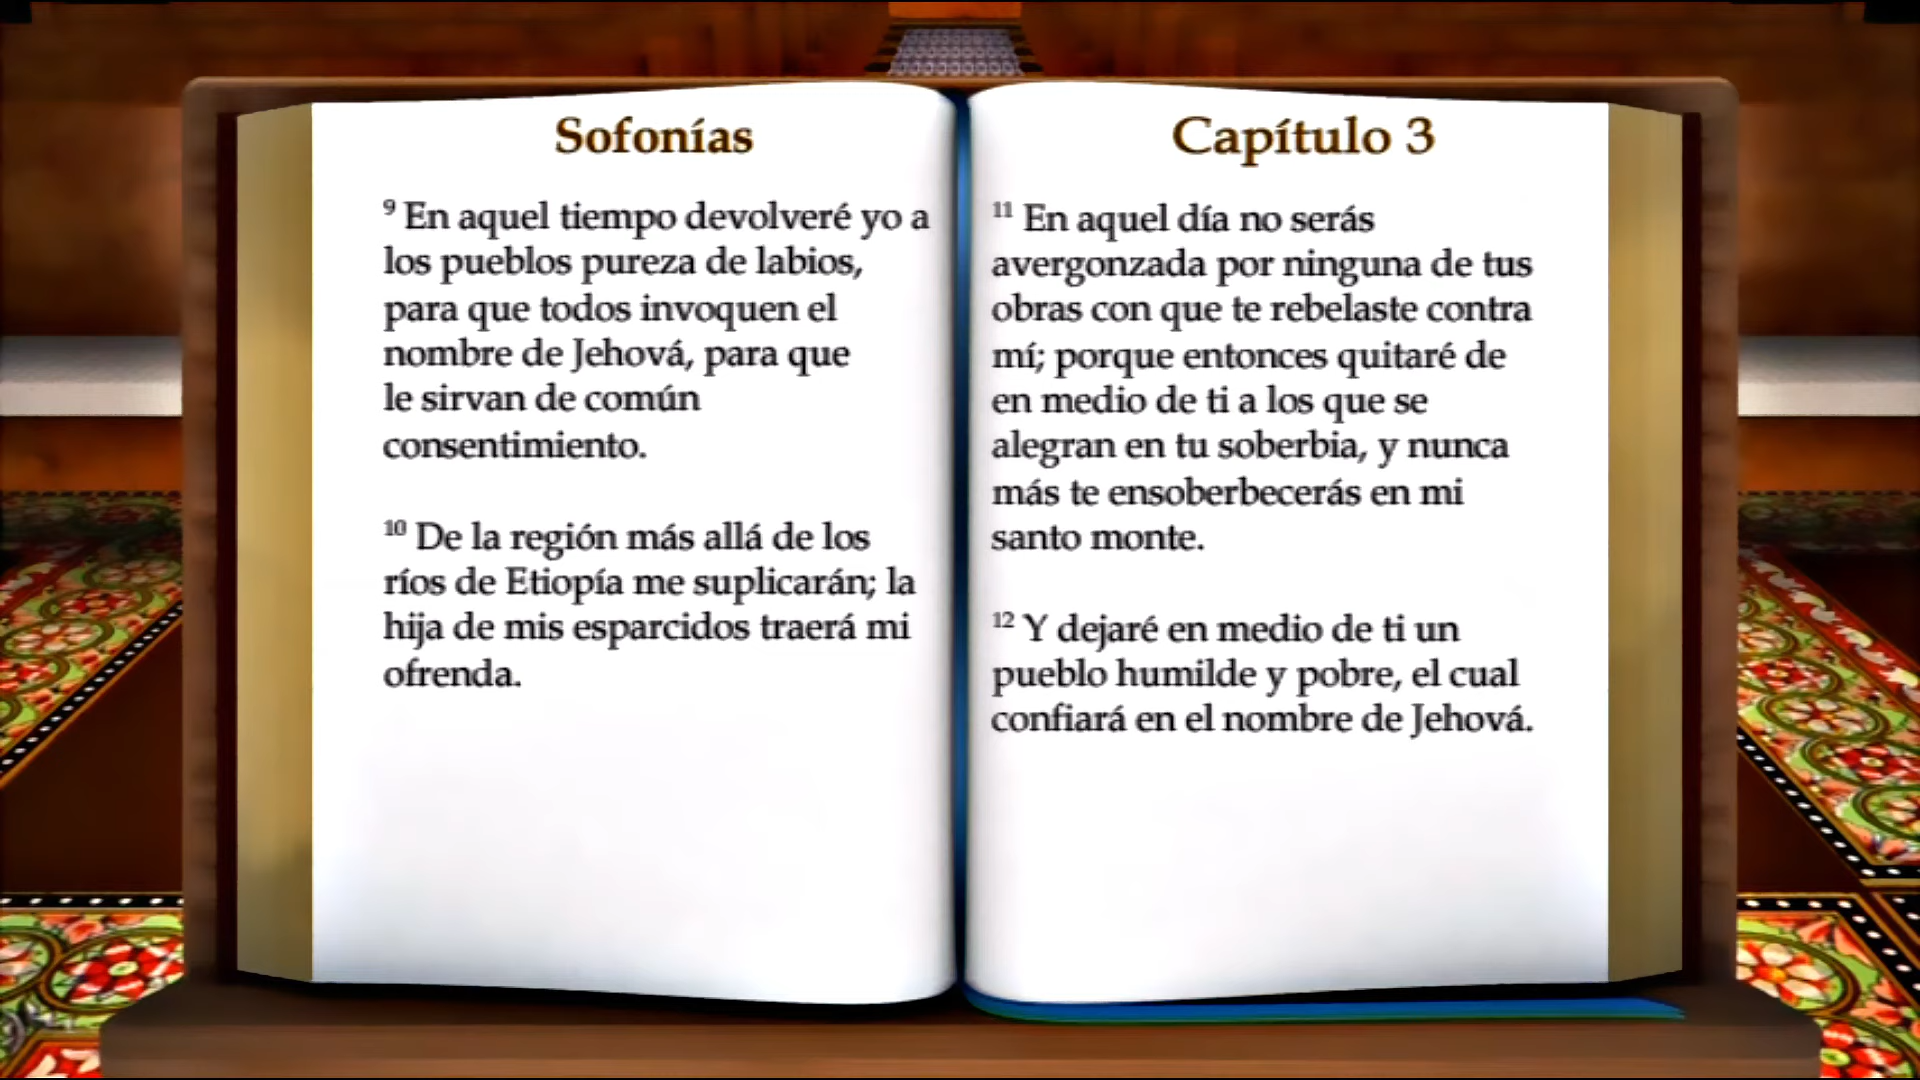 Sofonías
9 En aquel tiempo devolveré yo a
los pueblos pureza de labios,
para que todos invoquen el
nombre de Jehová, para que
le sirvan de común
consentimiento.
10 De la región más allá de los
ríos de Etiopía me suplicarán; la
hija de mis esparcidos traerá mi
ofrenda.
Capítulo 3
11 En aquel día no serás
avergonzada por ninguna de tus
obras con que te rebelaste contra
mí; porque entonces quitaré de
en medio de ti a los que se
alegran en tu soberbia, y nunca
más te ensoberbecerás en mi
santo monte.
12 Y dejaré en medio de ti un
pueblo humilde y pobre, el cual
confiará en el nombre de Jehová.